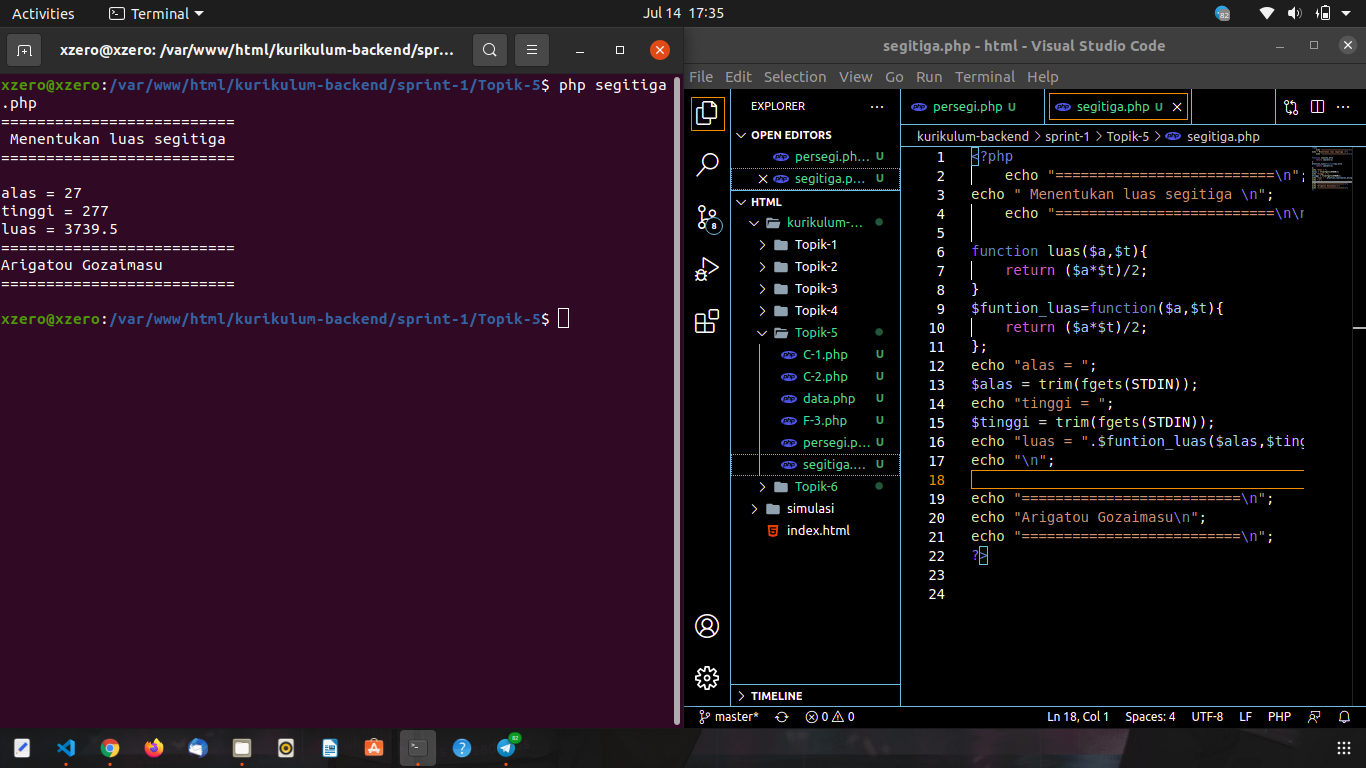 Activities
Terminal
Jul 14 17:35
82
xzero@xzero: /var/www/html/kurikulum-backend/spr...
xzero@xzero:/var/www/html/kurikulum-backend/sprint-1/Topik-5$ php segitiga
.php
==========================
Menentukan luas segitiga
==========================
alas = 27
tinggi = 277
luas = 3739.5
==========================
Arigatou Gozaimasu
==========================
xzero@xzero:/var/www/html/kurikulum-backend/sprint-1/Topik-5$
segitiga.php - html - Visual Studio Code
File Edit Selection View Go Run Terminal Help
EXPLORER
OPEN EDITORS
persegi.ph... U
segitiga.p... U
HTML
kurikulum-...
Topik-1
Topik-2
Topik-3
Topik-4
Topik-5
C-1.php U
C-2.php U
data.php U
F-3.php U
persegi.p... U
segitiga.... U
Topik-6
simulasi
index.html
TIMELINE
8
persegi.php U
segitiga.php U
kurikulum-backend > sprint-1 > Topik-5 > segitiga.php
1 <?php
2 echo "==========================\n";
3 echo " Menentukan luas segitiga \n";
4 echo "==========================\n\n
5
6 function luas($a,$t){
7 return ($a*$t)/2;
8 }
9 $funtion_luas=function($a,$t){
10 return ($a*$t)/2;
11 };
12 echo "alas = ";
13 $alas = trim(fgets(STDIN));
14 echo "tinggi = ";
15 $tinggi = trim(fgets(STDIN));
16 echo "luas = ".$funtion_luas($alas,$ting
17 echo "\n";
18
19 echo "==========================\n";
20 echo "Arigatou Gozaimasu\n";
21 echo "==========================\n";
22 ?>
23
24
master*
0 0
Ln 18, Col 1
Spaces: 4
UTF-8
LF
PHP
82